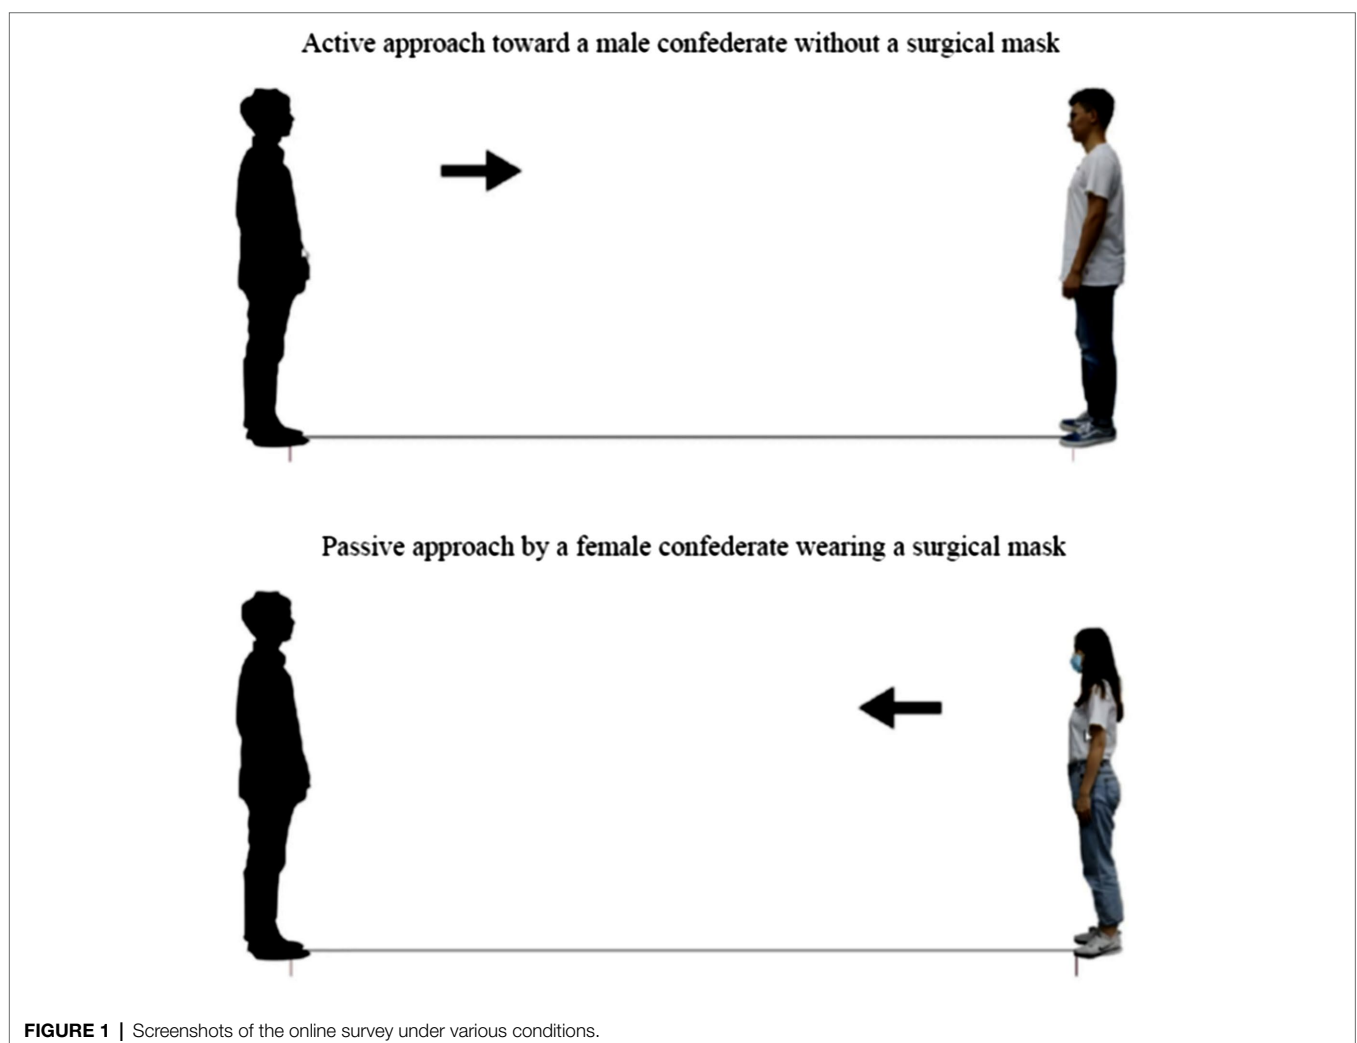 Active approach toward a male confederate without a surgical mask
Passive approach by a female confederate wearing a surgical mask
FIGURE 1 | Screenshots of the online survey under various conditions.